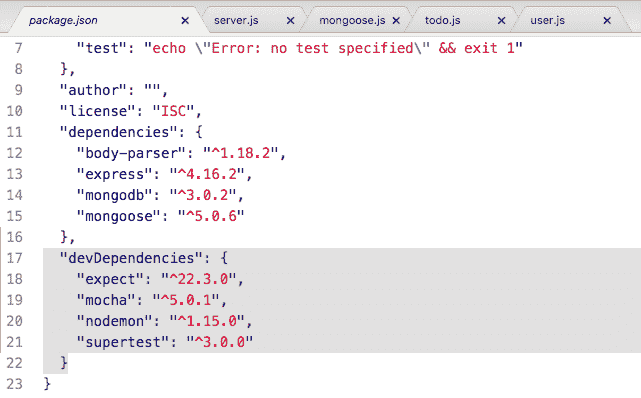 package.json × server.js × mongoose.js × todo.js × user.js ×
7 "test": "echo \"Error: no test specified\" && exit 1"
8 },
9 "author": "",
10 "license": "ISC",
11 "dependencies": {
12 "body-parser": "^1.18.2",
13 "express": "^4.16.2",
14 "mongodb": "^3.0.2",
15 "mongoose": "^5.0.6"
16 },
17 "devDependencies": {
18 "expect": "^22.3.0",
19 "mocha": "^5.0.1",
20 "nodemon": "^1.15.0",
21 "supertest": "^3.0.0"
22 }
23 }